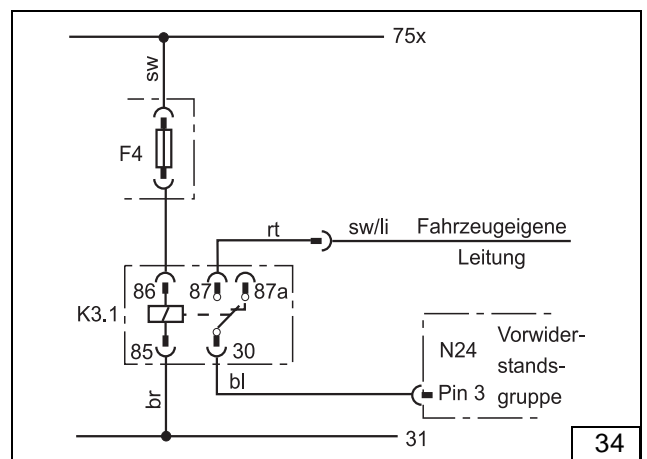 75x
sw
F4
rt
sw/li
Fahrzeugeigene
Leitung
86
87
87a
K3.1
85
30
bl
br
N24
Vorwider-
stands-
gruppe
Pin 3
31
34